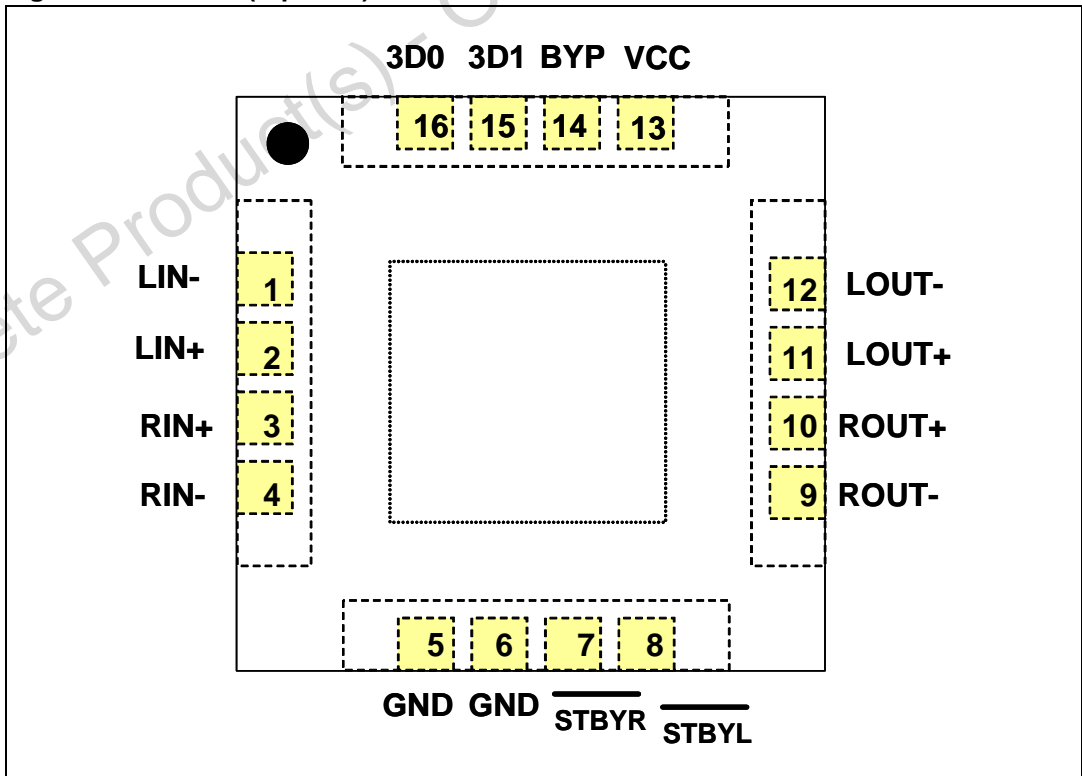 3D0 3D1 BYP VCC
16 15 14 13
LIN- 1 12 LOUT-
LIN+ 2 11 LOUT+
RIN+ 3 10 ROUT+
RIN- 4 9 ROUT-
5 6 7 8
GND GND STBYR STBYL
Product(s)